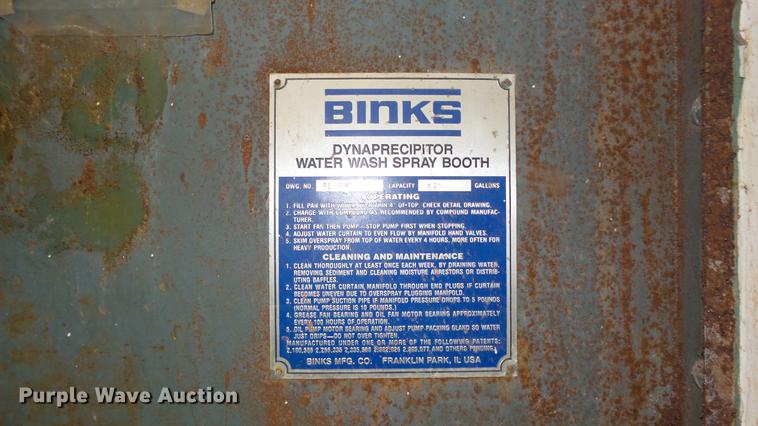 BINKS
DYNAPRECIPITOR
WATER WASH SPRAY BOOTH
DWG. NO. CAPACITY GALLONS
OPERATING
1. FILL PAN WITH WATER TO WITHIN 4" OF TOP. CHECK DETAIL DRAWING.
2. CHARGE WITH COMPOUND AS RECOMMENDED BY COMPOUND MANUFAC-
TURER.
3. START FAN THEN PUMP—STOP PUMP FIRST WHEN STOPPING.
4. ADJUST WATER CURTAIN TO EVEN FLOW BY MANIFOLD HAND VALVES.
5. SKIM OVERSPRAY FROM TOP OF WATER EVERY 4 HOURS, MORE OFTEN FOR
HEAVY PRODUCTION.
CLEANING AND MAINTENANCE
1. CLEAN THOROUGHLY AT LEAST ONCE EACH WEEK, BY DRAINING WATER,
REMOVING SEDIMENT AND CLEANING MOISTURE ARRESTORS OR DISTRIB-
UTING BAFFLES.
2. CLEAN WATER CURTAIN MANIFOLD THROUGH END PLUGS IF CURTAIN
BECOMES UNEVEN DUE TO OVERSPRAY PLUGGING MANIFOLD.
3. CLEAN PUMP SUCTION PIPE IF MANIFOLD PRESSURE DROPS TO 5 POUNDS
(NORMAL PRESSURE IS 10 POUNDS.)
4. GREASE FAN BEARING AND OIL FAN MOTOR BEARING APPROXIMATELY
EVERY 100 HOURS OF OPERATION.
5. OIL PUMP MOTOR BEARING AND ADJUST PUMP PACKING GLAND SO WATER
JUST DRIPS—DO NOT OVER TIGHTEN.
MANUFACTURED UNDER ONE OR MORE OF THE FOLLOWING PATENTS:
AND OTHERS PENDING.
BINKS MFG. CO. FRANKLIN PARK, IL USA
Purple Wave Auction